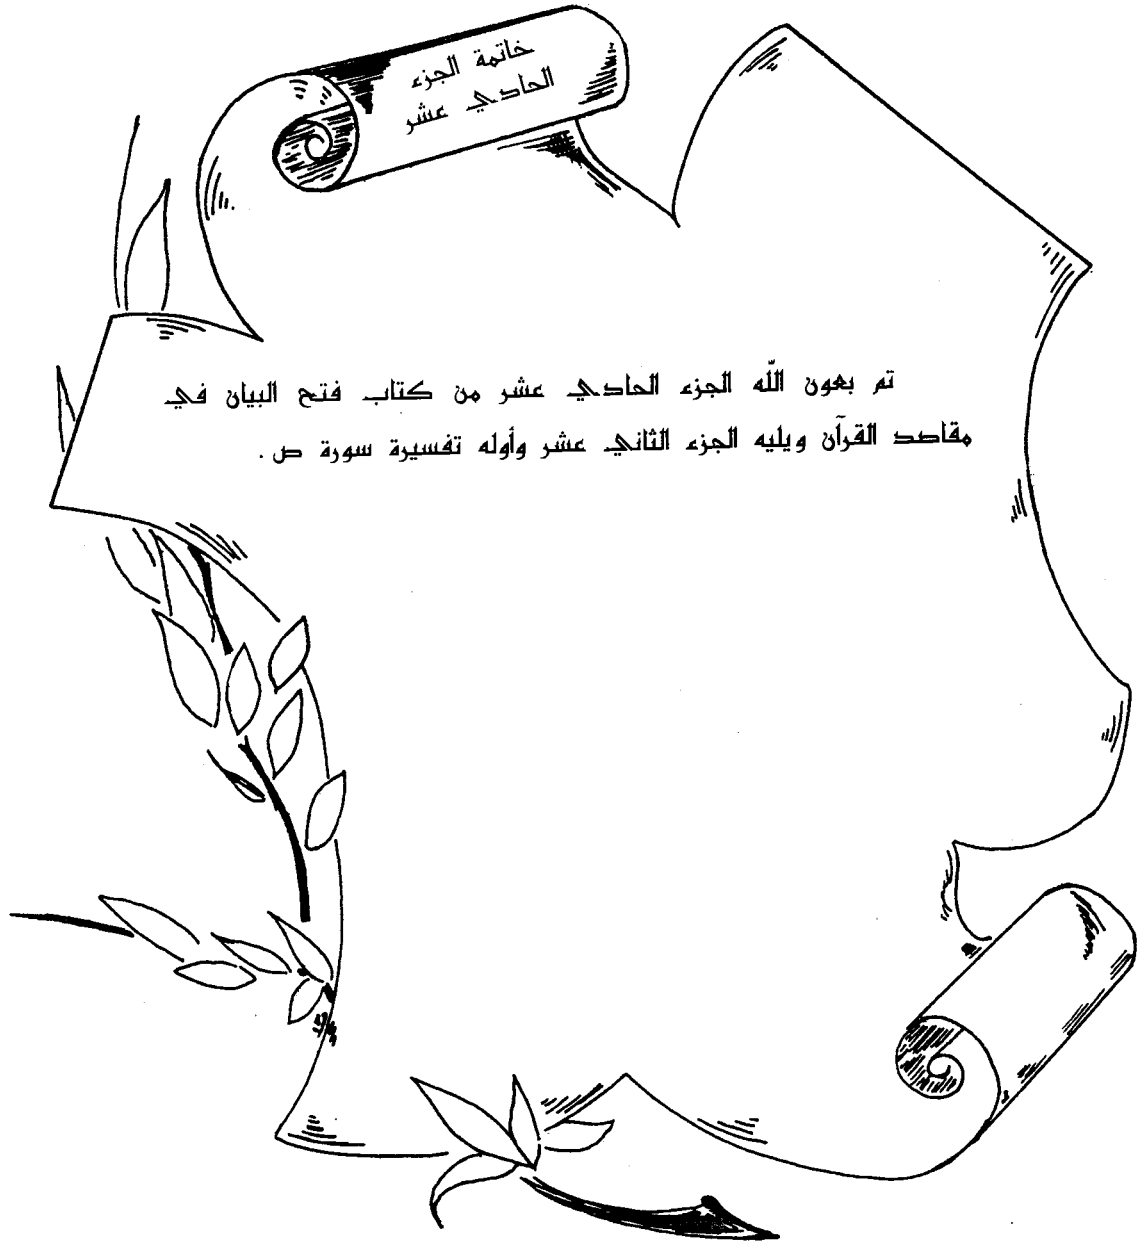 خاتمة الجزء
الحادي عشر
تم بعون اللّه الجزء الحادي عشر من كتاب فتح البيان في
مقاصد القرآن ويليه الجزء الثاني عشر وأوله تفسيرة سورة ص .